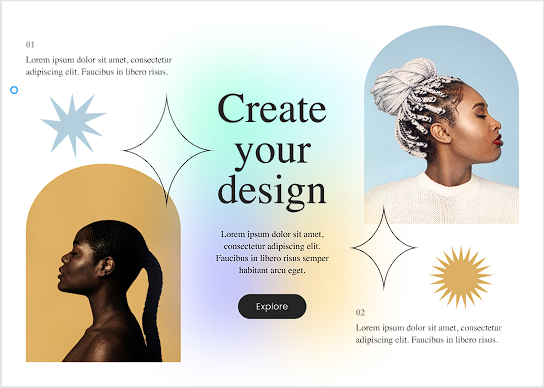 01
Lorem ipsum dolor sit amet, consectetur
adipiscing elit. Faucibus in libero risus.
Create
your
design
Lorem ipsum dolor sit amet,
consectetur adipiscing elit.
Faucibus in libero risus semper
habitant arcu eget.
Explore
02
Lorem ipsum dolor sit amet, consectetur
adipiscing elit. Faucibus in libero risus.